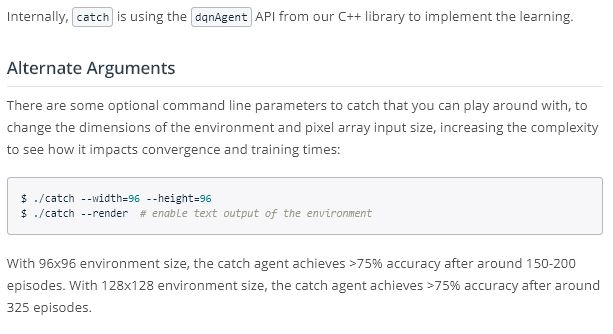 Internally, catch is using the dqnAgent API from our C++ library to implement the learning.
Alternate Arguments
There are some optional command line parameters to catch that you can play around with, to
change the dimensions of the environment and pixel array input size, increasing the complexity
to see how it impacts convergence and training times:
$ ./catch --width=96 --height=96
$ ./catch --render  # enable text output of the environment
With 96x96 environment size, the catch agent achieves >75% accuracy after around 150-200
episodes. With 128x128 environment size, the catch agent achieves >75% accuracy after around
325 episodes.